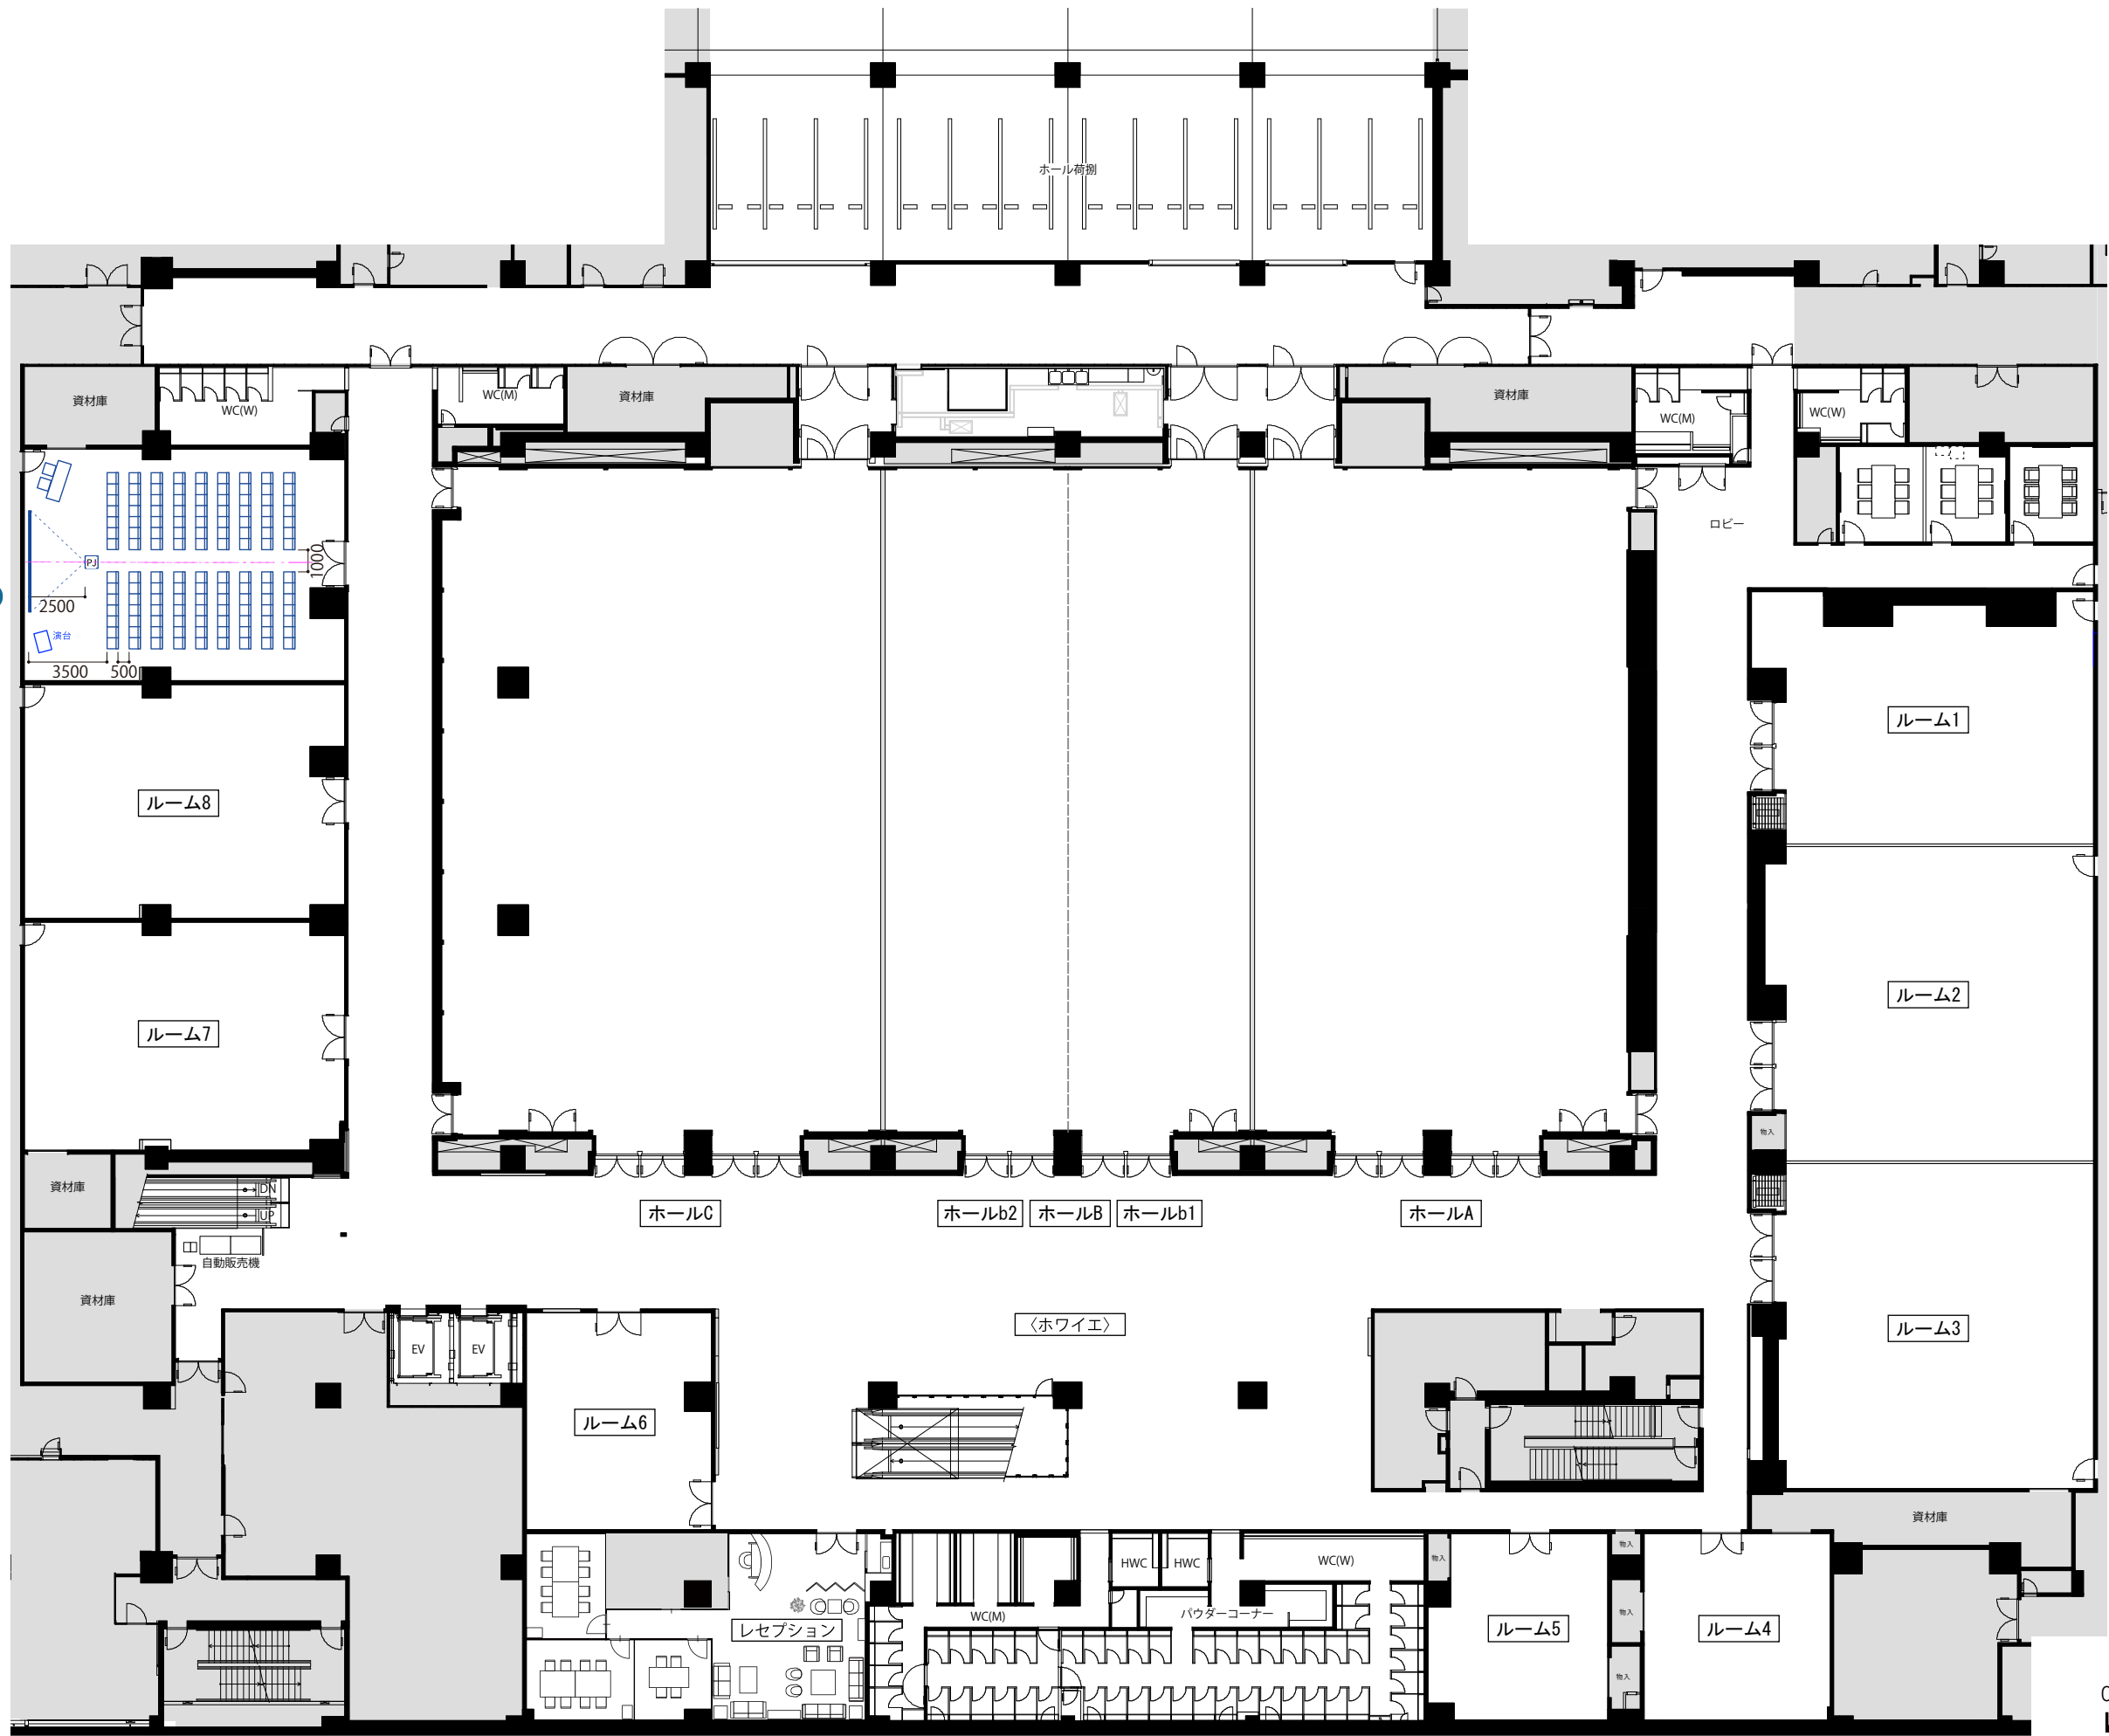 ホール荷捌
資材庫
WC(W)
WC(M)
資材庫
資材庫
WC(M)
WC(W)
ロビー
PJ
1000
2500
演台
3500
500
ルーム1
ルーム8
ルーム2
ルーム7
物入
資材庫
DN
UP
ホールC
ホールb2
ホールB
ホールb1
ホールA
自動販売機
資材庫
〈ホワイエ〉
ルーム3
EV
EV
ルーム6
資材庫
HWC
HWC
WC(W)
物入
物入
WC(M)
パウダーコーナー
物入
レセプション
ルーム5
ルーム4
物入